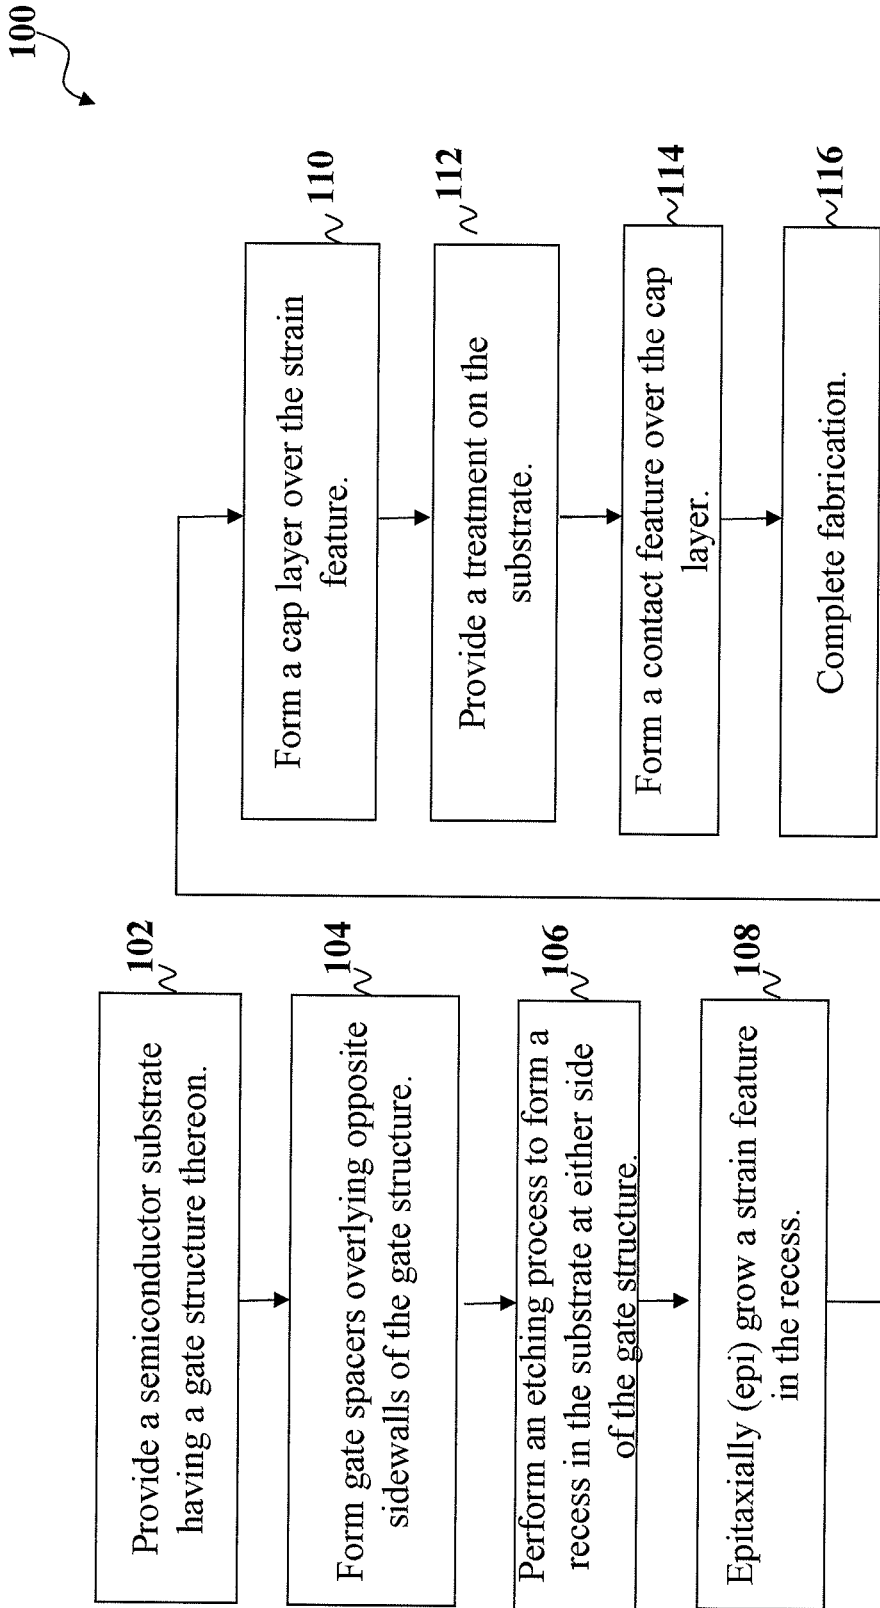 100
102
Provide a semiconductor substrate
having a gate structure thereon.
104
Form gate spacers overlying opposite
sidewalls of the gate structure.
106
Perform an etching process to form a
recess in the substrate at either side
of the gate structure.
108
Epitaxially (epi) grow a strain feature
in the recess.
110
Form a cap layer over the strain
feature.
112
Provide a treatment on the
substrate.
114
Form a contact feature over the cap
layer.
116
Complete fabrication.